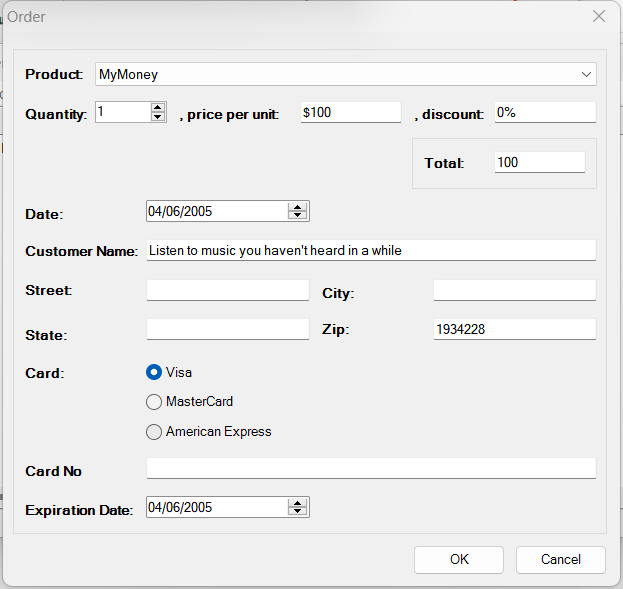 Order
Product: MyMoney
Quantity: 1 , price per unit: $100 , discount: 0%
Total: 100
Date: 04/06/2005
Customer Name: Listen to music you haven't heard in a while
Street: City:
State: Zip: 1934228
Card: Visa
MasterCard
American Express
Card No
Expiration Date: 04/06/2005
OK Cancel